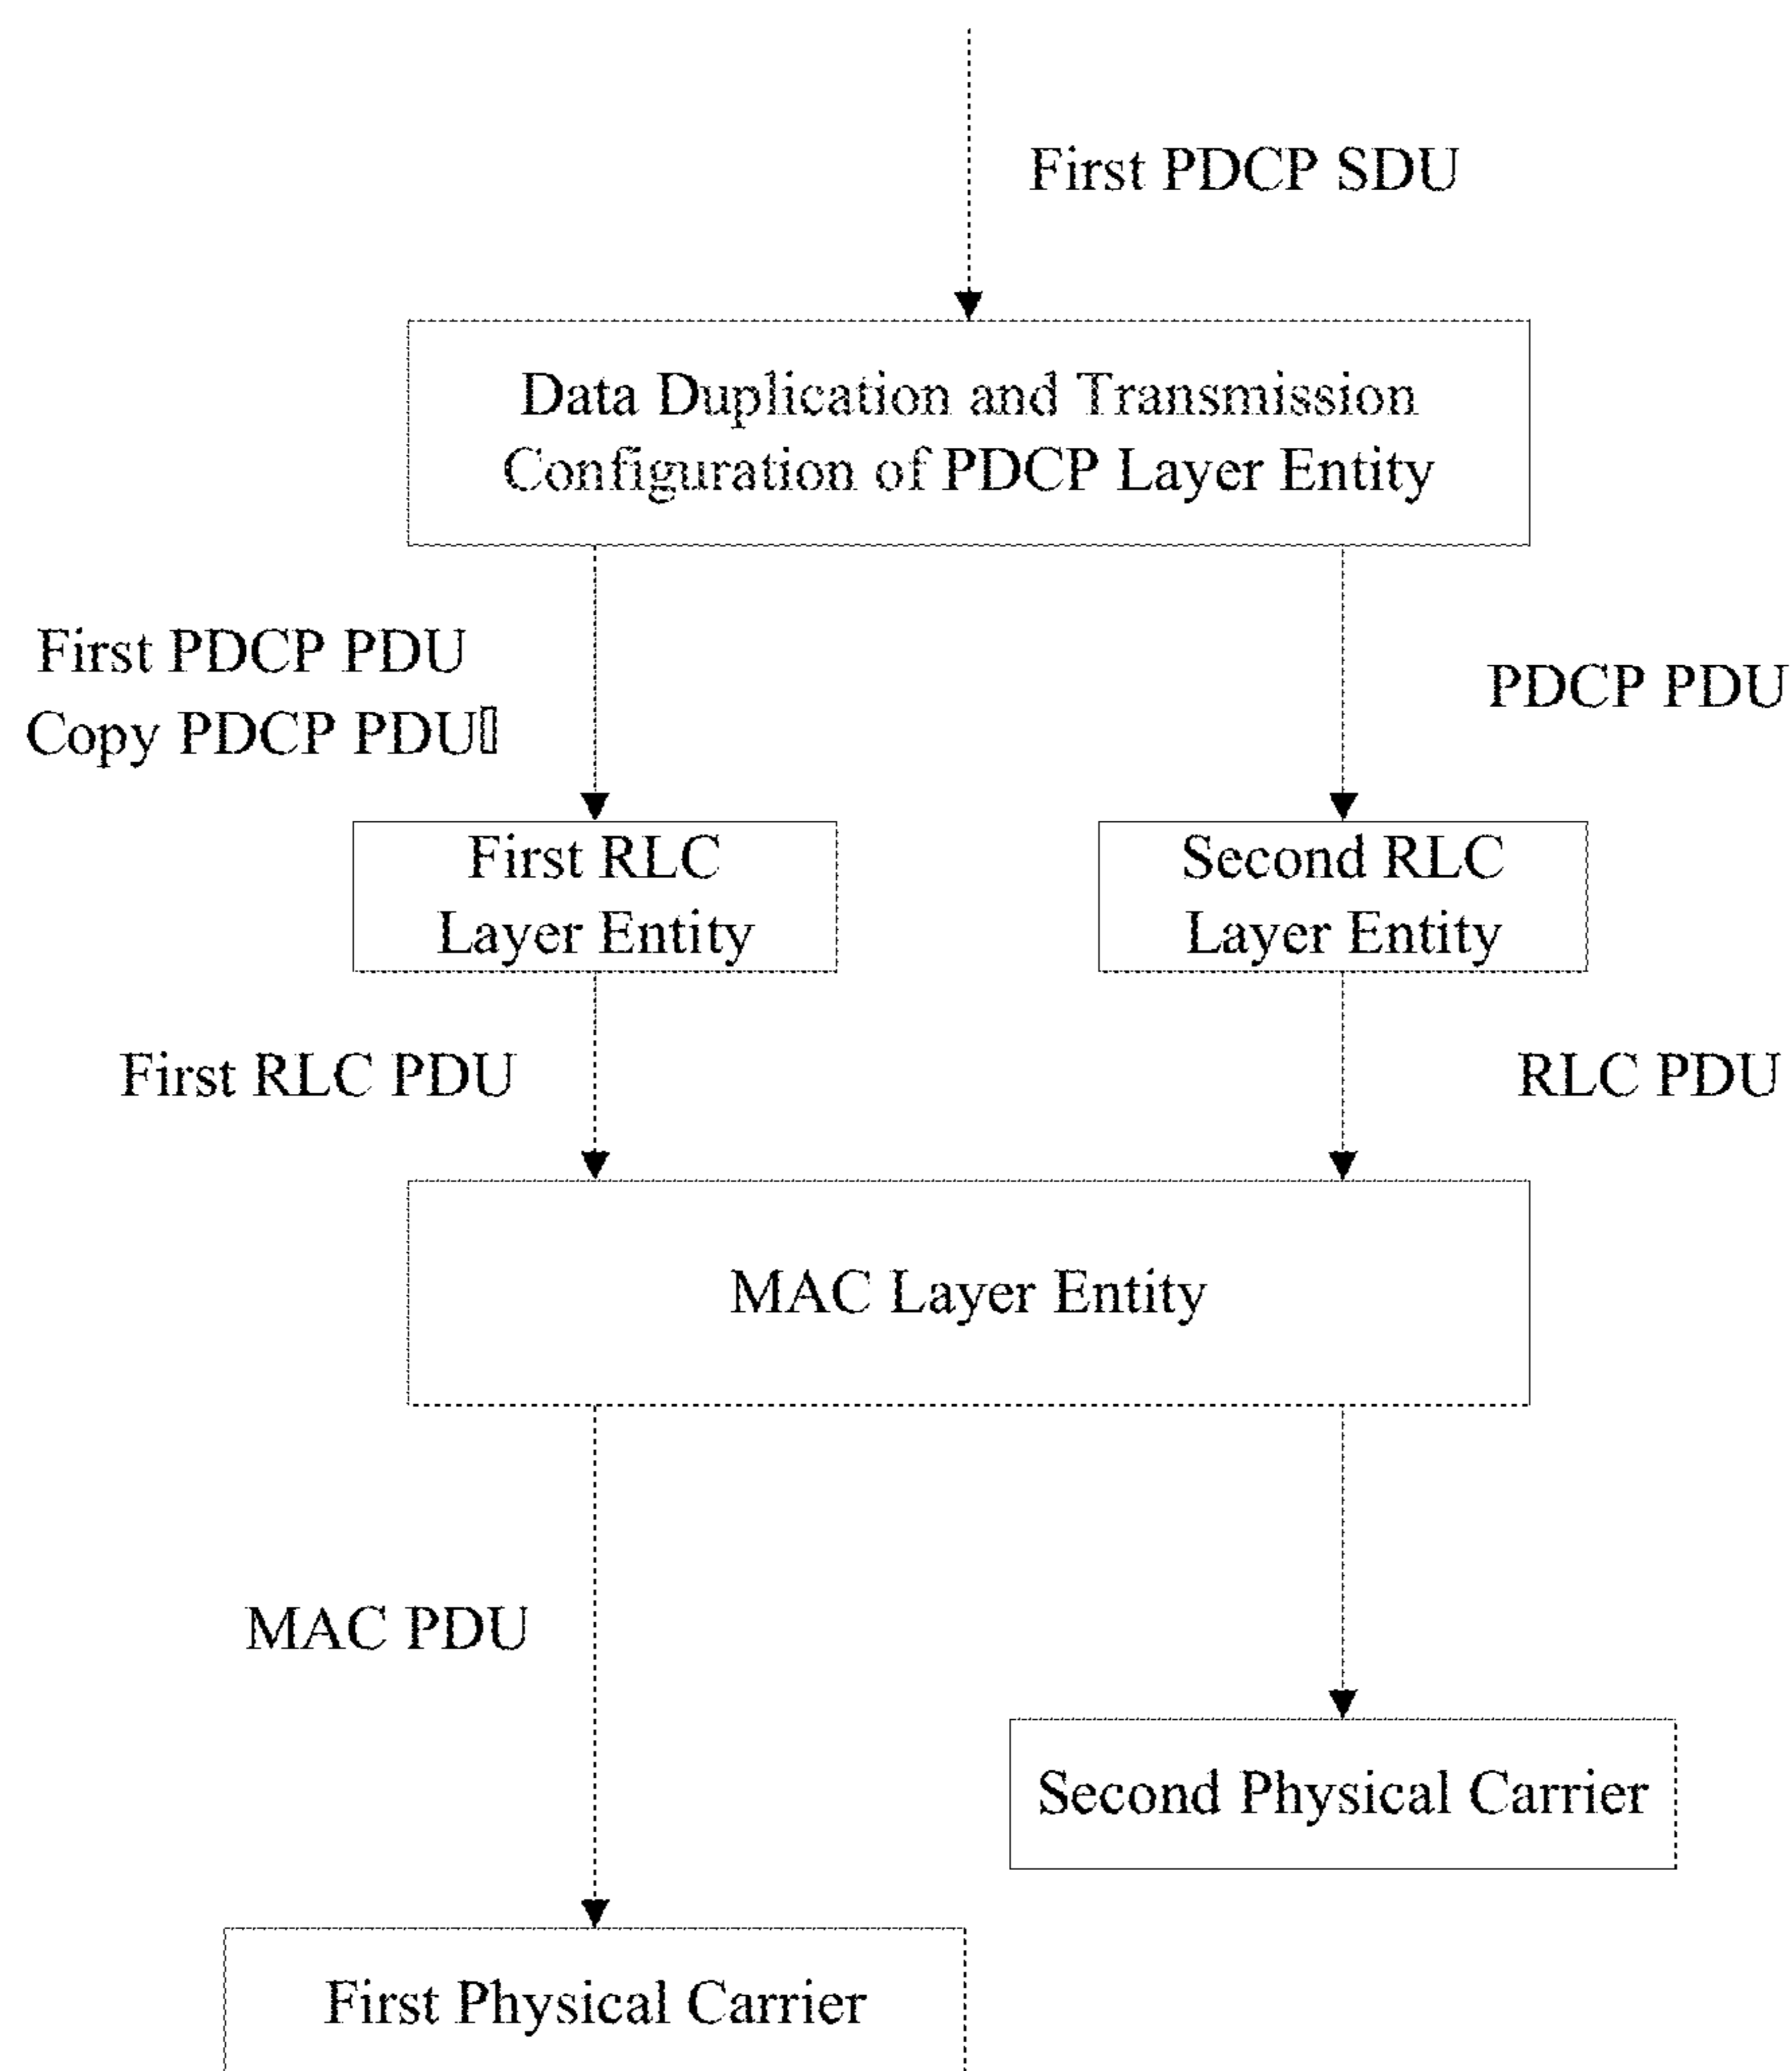 First PDCP SDU
Data Duplication and Transmission
Configuration of PDCP Layer Entity
First PDCP PDU
Copy PDCP PDU
PDCP PDU
First RLC
Layer Entity
Second RLC
Layer Entity
First RLC PDU
RLC PDU
MAC Layer Entity
MAC PDU
Second Physical Carrier
First Physical Carrier